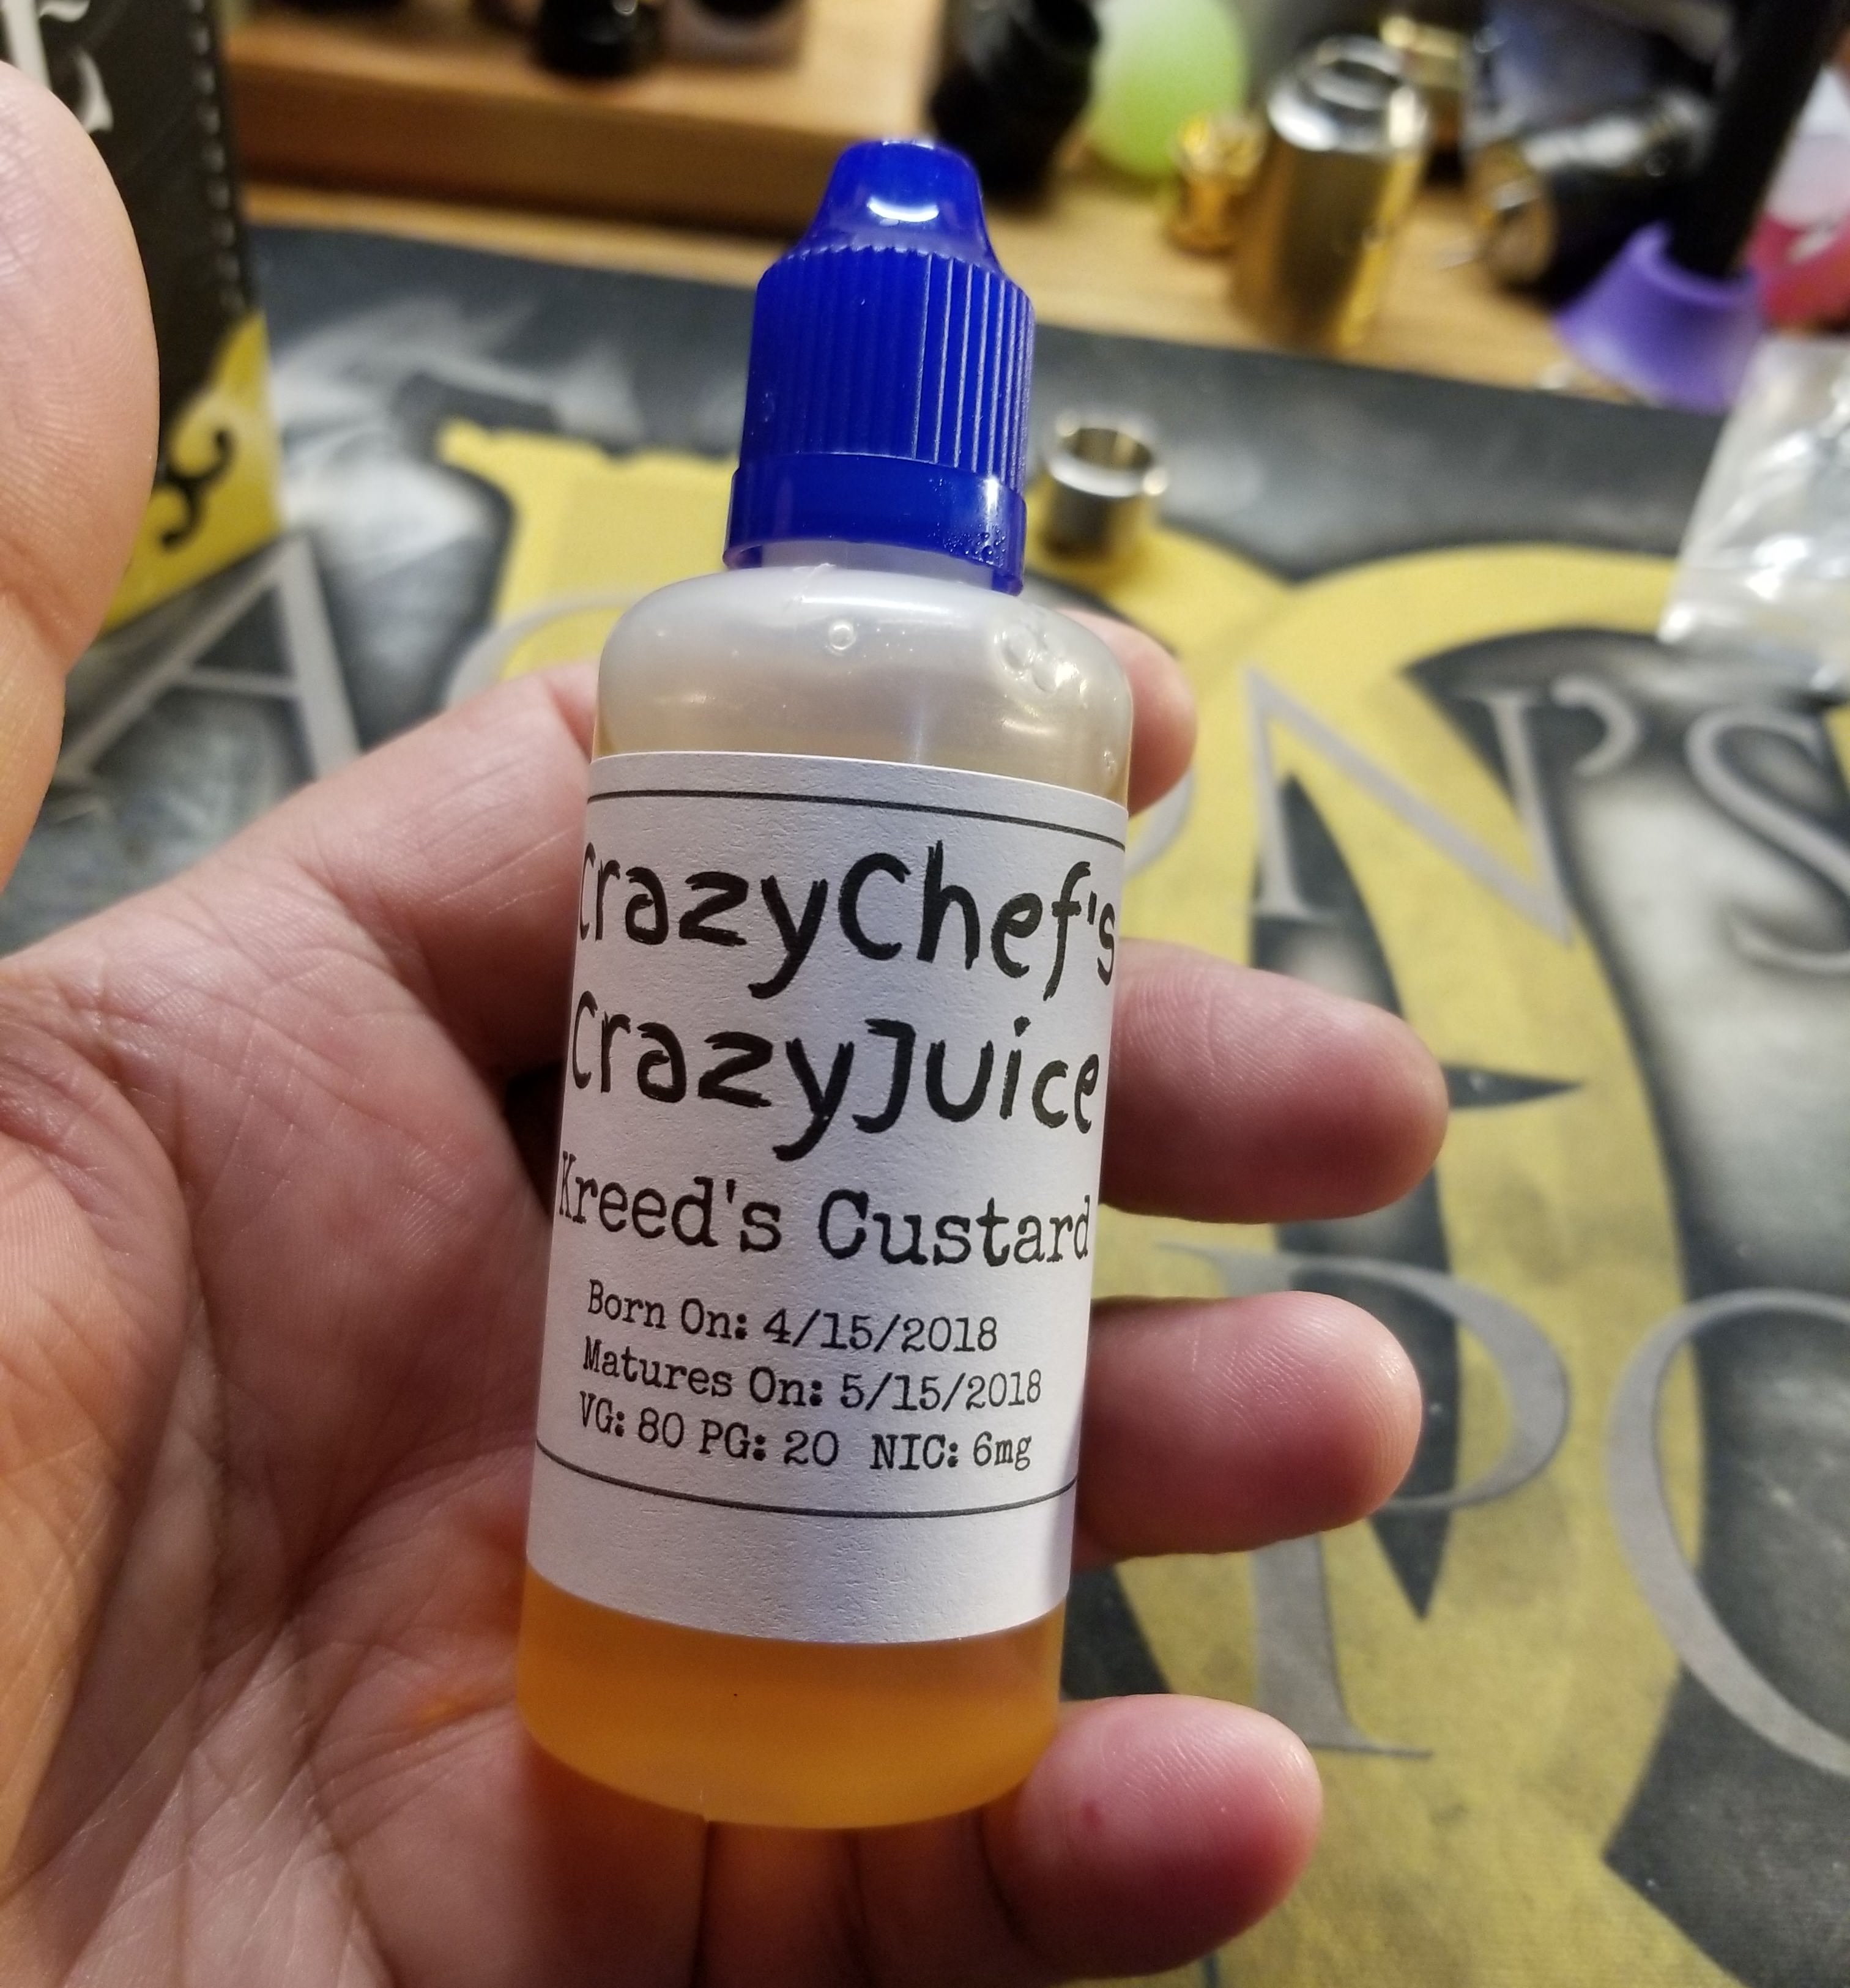 CrazyChef's
CrazyJuice
Kreed's Custard
Born On: 4/15/2018
Matures On: 5/15/2018
VG: 80 PG: 20 NIC: 6mg